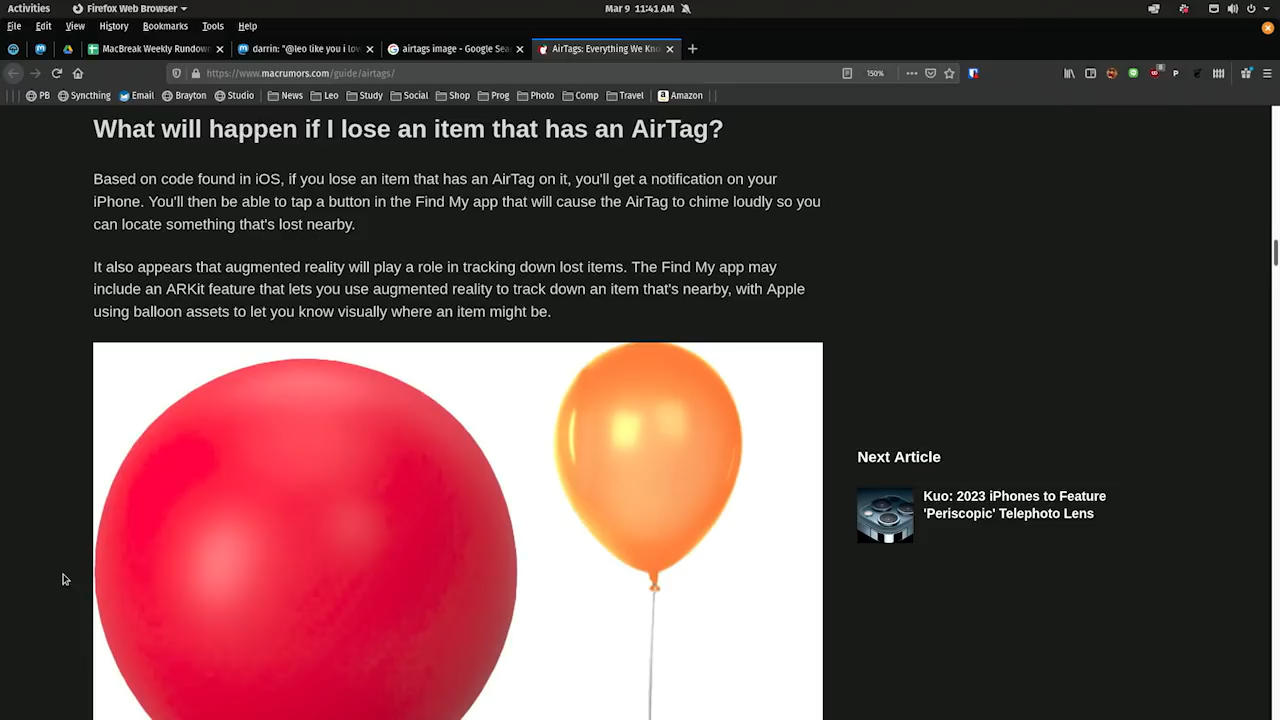 Activities
Firefox Web Browser
Mar 9 11:41 AM
File Edit View History Bookmarks Tools Help
MacBreak Weekly Rundown
darrin: "@leo like you i lov
airtags image - Google Sea
AirTags: Everything We Kno
https://www.macrumors.com/guide/airtags/
150%
PB Syncthing Email Brayton Studio News Leo Study Social Shop Prog Photo Comp Travel Amazon
What will happen if I lose an item that has an AirTag?
Based on code found in iOS, if you lose an item that has an AirTag on it, you'll get a notification on your
iPhone. You'll then be able to tap a button in the Find My app that will cause the AirTag to chime loudly so you
can locate something that's lost nearby.
It also appears that augmented reality will play a role in tracking down lost items. The Find My app may
include an ARKit feature that lets you use augmented reality to track down an item that's nearby, with Apple
using balloon assets to let you know visually where an item might be.
Next Article
Kuo: 2023 iPhones to Feature
'Periscopic' Telephoto Lens